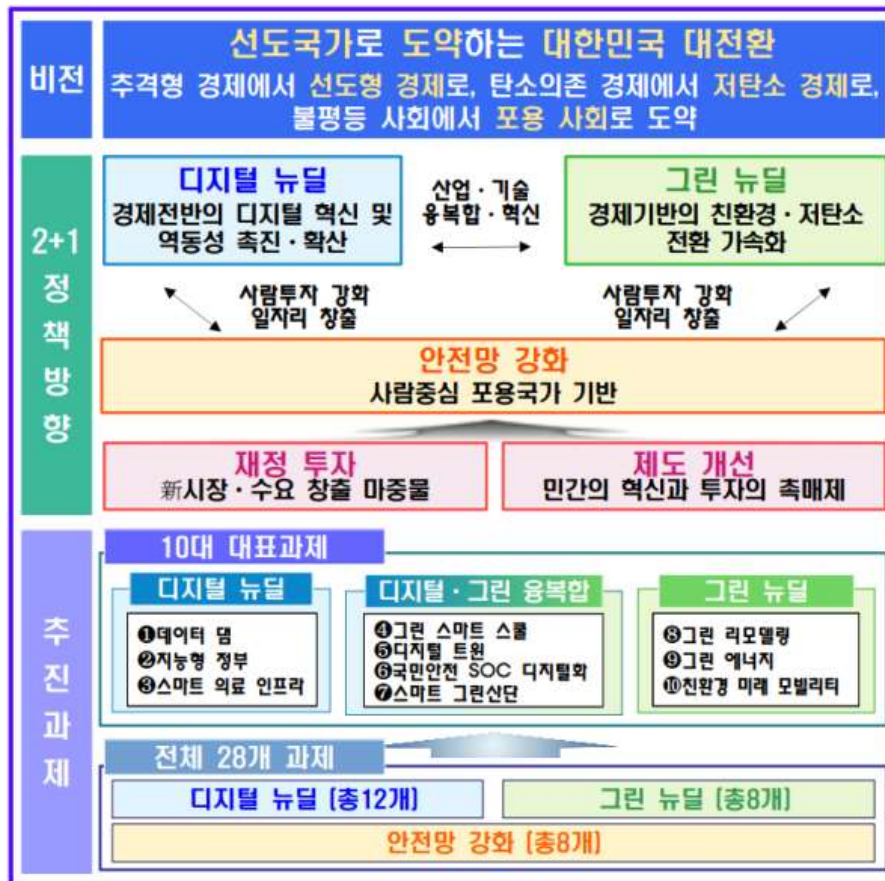 비전
선도국가로 도약하는 대한민국 대전환
추격형 경제에서 선도형 경제로, 탄소의존 경제에서 저탄소 경제로,
불평등 사회에서 포용 사회로 도약
2+1
정
책
방
향
디지털 뉴딜
경제전반의 디지털 혁신 및
역동성 촉진·확산
산업·기술
융복합·혁신
그린 뉴딜
경제기반의 친환경·저탄소
전환 가속화
사람투자 강화
일자리 창출
사람투자 강화
일자리 창출
안전망 강화
사람중심 포용국가 기반
재정 투자
新시장·수요 창출 마중물
제도 개선
민간의 혁신과 투자의 촉매제
추
진
과
제
10대 대표과제
디지털 뉴딜
❶데이터 댐
❷지능형 정부
❸스마트 의료 인프라
디지털·그린 융복합
❹그린 스마트 스쿨
❺디지털 트윈
❻국민안전 SOC 디지털화
❼스마트 그린산단
그린 뉴딜
❽그린 리모델링
❾그린 에너지
❿친환경 미래 모빌리티
전체 28개 과제
디지털 뉴딜 (총12개)
그린 뉴딜 (총8개)
안전망 강화 (총8개)